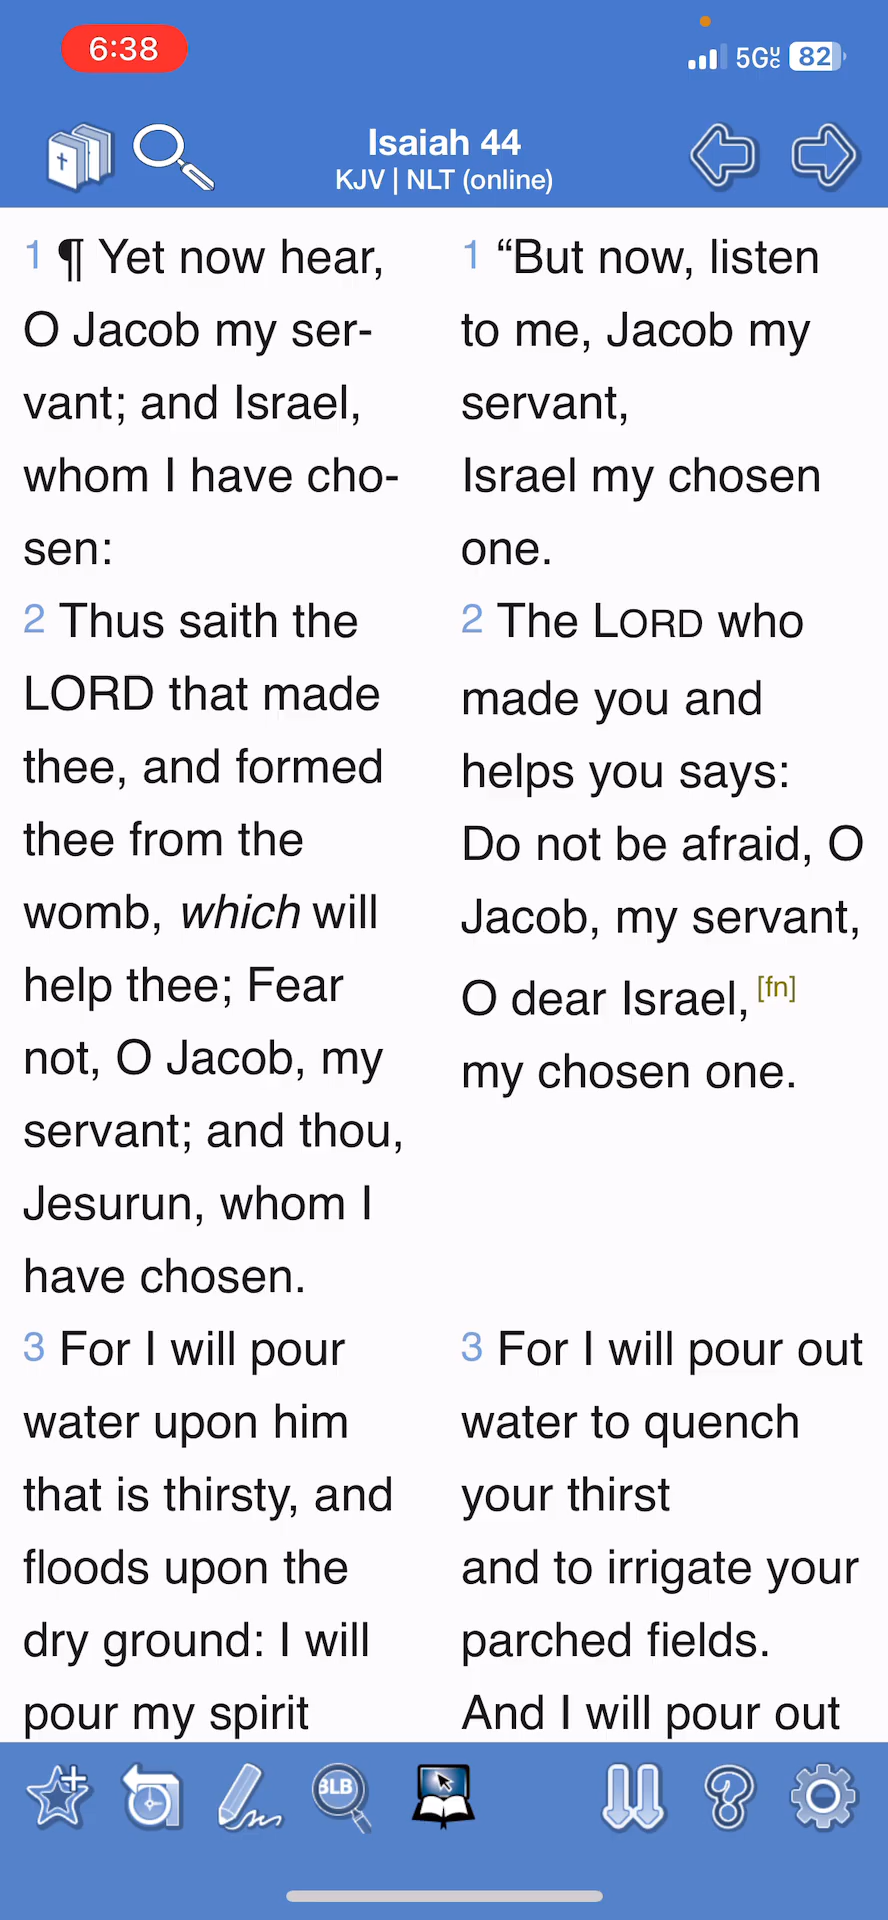 6:38
5GUC 82
Isaiah 44
KJV | NLT (online)
1 ¶ Yet now hear,
O Jacob my ser-
vant; and Israel,
whom I have cho-
sen:
2 Thus saith the
LORD that made
thee, and formed
thee from the
womb, which will
help thee; Fear
not, O Jacob, my
servant; and thou,
Jesurun, whom I
have chosen.
3 For I will pour
water upon him
that is thirsty, and
floods upon the
dry ground: I will
pour my spirit
1 “But now, listen
to me, Jacob my
servant,
Israel my chosen
one.
2 The LORD who
made you and
helps you says:
Do not be afraid, O
Jacob, my servant,
O dear Israel, [fn]
my chosen one.
3 For I will pour out
water to quench
your thirst
and to irrigate your
parched fields.
And I will pour out
BLB